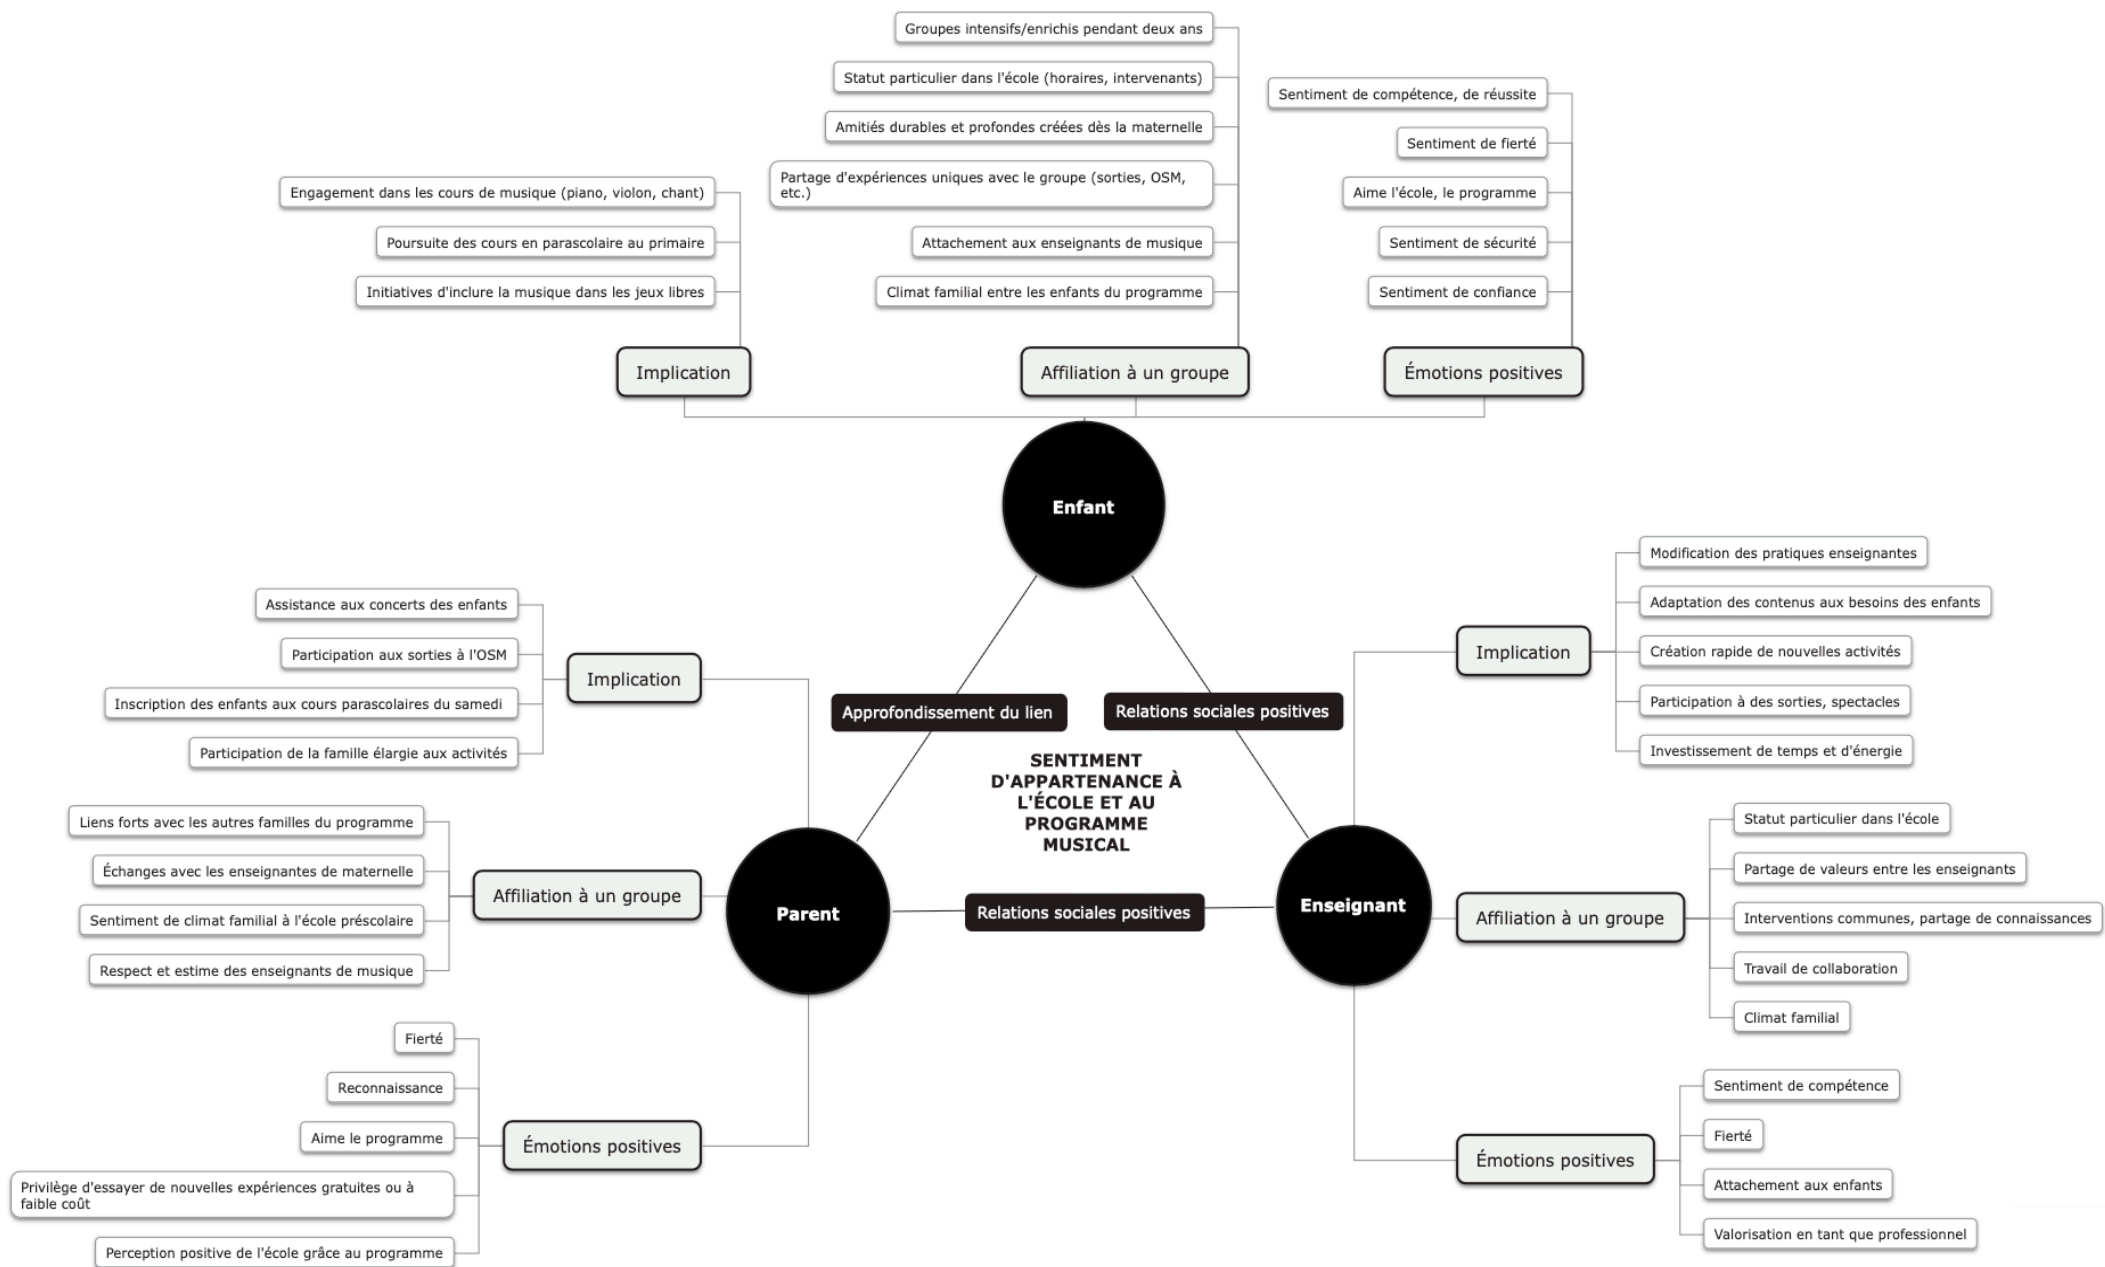 Groupes intensifs/enrichis pendant deux ans
Statut particulier dans l'école (horaires, intervenants)
Amitiés durables et profondes créées dès la maternelle
Partage d'expériences uniques avec le groupe (sorties, OSM,
etc.)
Attachement aux enseignants de musique
Climat familial entre les enfants du programme
Sentiment de compétence, de réussite
Sentiment de fierté
Aime l'école, le programme
Sentiment de sécurité
Sentiment de confiance
Engagement dans les cours de musique (piano, violon, chant)
Poursuite des cours en parascolaire au primaire
Initiatives d'inclure la musique dans les jeux libres
Implication
Affiliation à un groupe
Émotions positives
Enfant
Assistance aux concerts des enfants
Participation aux sorties à l'OSM
Inscription des enfants aux cours parascolaires du samedi
Participation de la famille élargie aux activités
Implication
Liens forts avec les autres familles du programme
Échanges avec les enseignantes de maternelle
Sentiment de climat familial à l'école préscolaire
Respect et estime des enseignants de musique
Affiliation à un groupe
Fierté
Reconnaissance
Aime le programme
Privilège d'essayer de nouvelles expériences gratuites ou à
faible coût
Perception positive de l'école grâce au programme
Émotions positives
Parent
Approfondissement du lien
Relations sociales positives
SENTIMENT
D'APPARTENANCE À
L'ÉCOLE ET AU
PROGRAMME
MUSICAL
Relations sociales positives
Enseignant
Implication
Modification des pratiques enseignantes
Adaptation des contenus aux besoins des enfants
Création rapide de nouvelles activités
Participation à des sorties, spectacles
Investissement de temps et d'énergie
Affiliation à un groupe
Statut particulier dans l'école
Partage de valeurs entre les enseignants
Interventions communes, partage de connaissances
Travail de collaboration
Climat familial
Émotions positives
Sentiment de compétence
Fierté
Attachement aux enfants
Valorisation en tant que professionnel